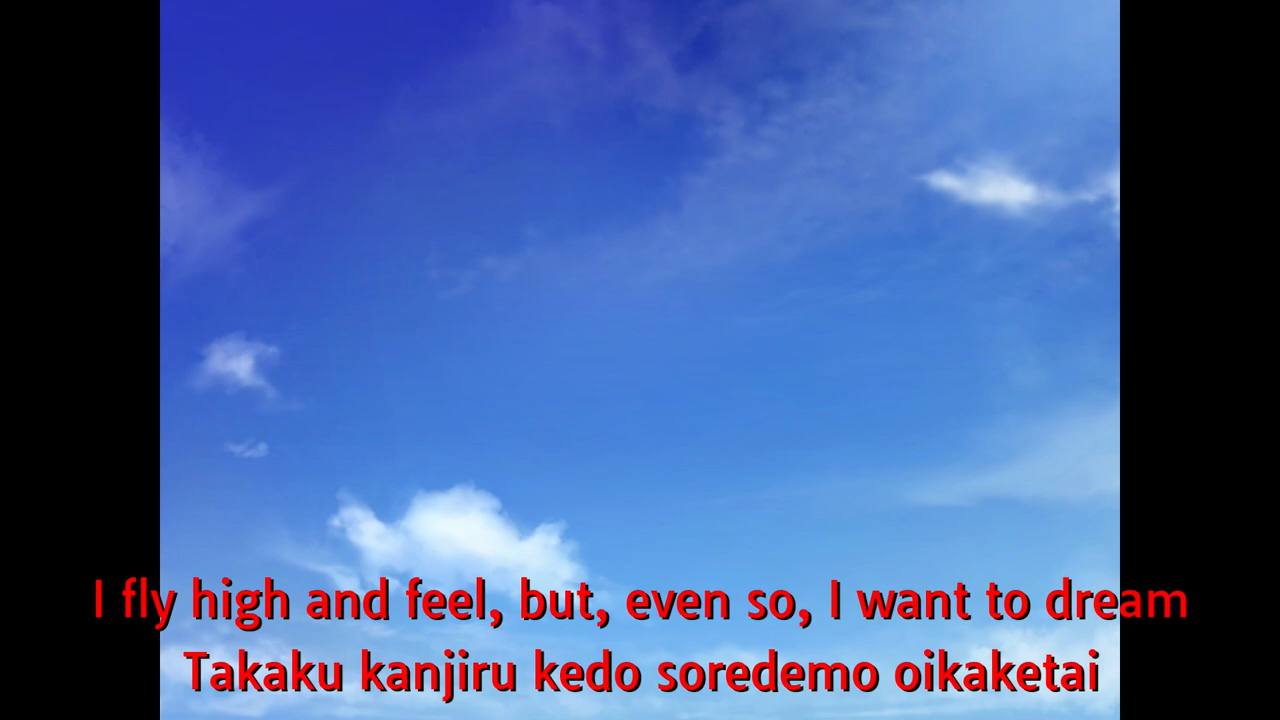 I fly high and feel, but, even so, I want to dream
Takaku kanjiru kedo soredemo oikaketai